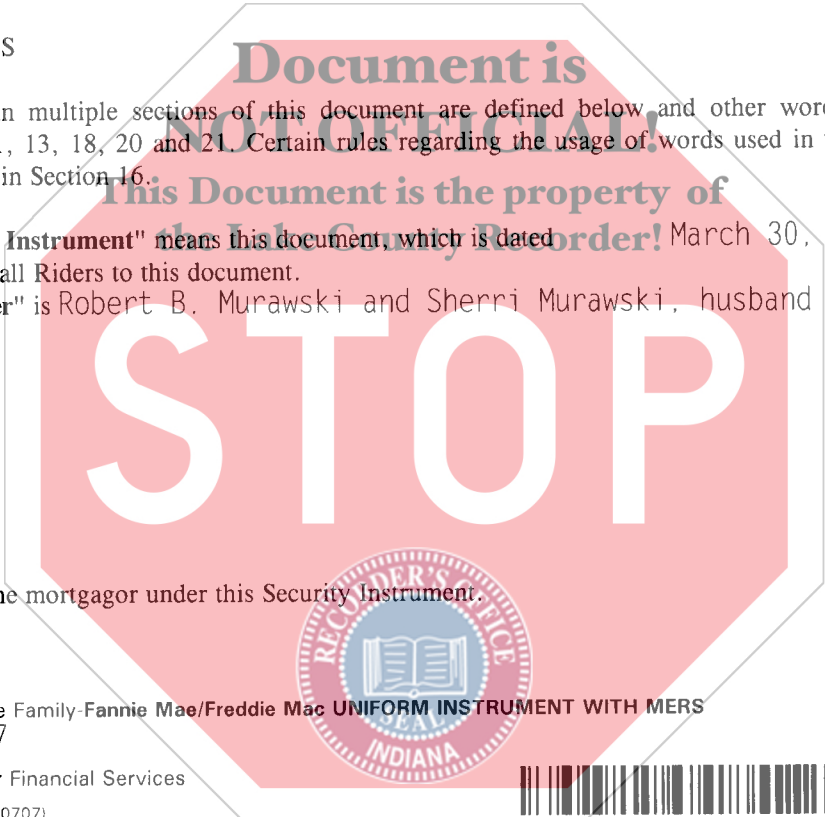 S
Document is
n multiple sections of this document are defined below and other wor
NOT OFFICIAL!
, 13, 18, 20 and 21. Certain rules regarding the usage of words used in
in Section 16.
This Document is the property of
the Lake County Recorder!
Instrument" means this document, which is dated March 30,
all Riders to this document.
r" is Robert B. Murawski and Sherri Murawski, husband
STOP
ne mortgagor under this Security Instrument.
RECORDER'S OFFICE
SEAL
INDIANA
e Family-Fannie Mae/Freddie Mac UNIFORM INSTRUMENT WITH MERS
7
r Financial Services
0707)